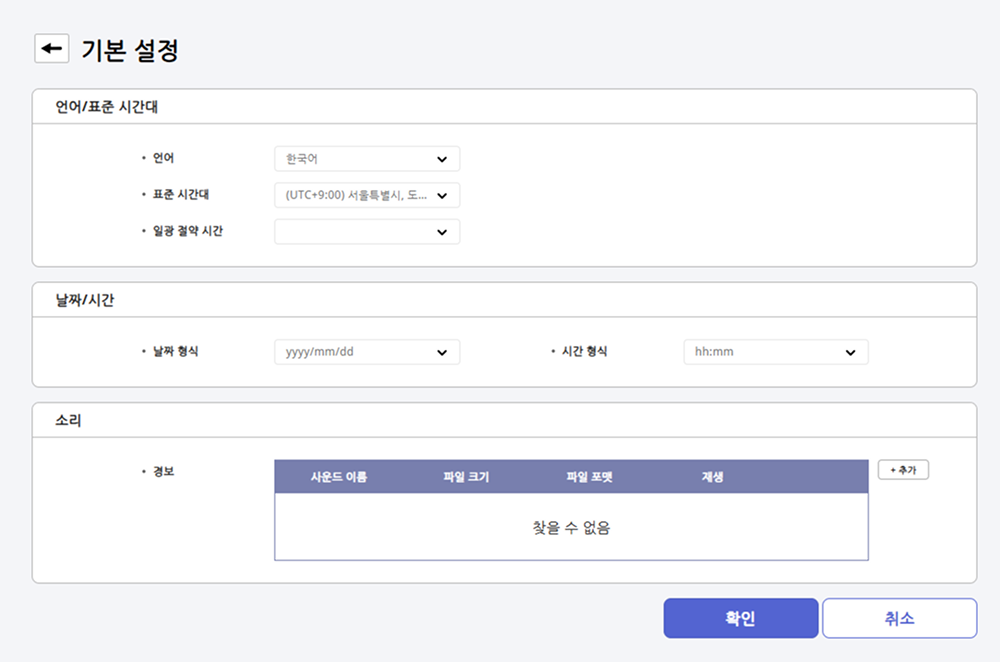 기본 설정
언어/표준 시간대
• 언어 한국어
• 표준 시간대 (UTC+9:00) 서울특별시, 도...
• 일광 절약 시간
날짜/시간
• 날짜 형식 yyyy/mm/dd • 시간 형식 hh:mm
소리
• 경보 사운드 이름 파일 크기 파일 포맷 재생 + 추가
찾을 수 없음
확인 취소